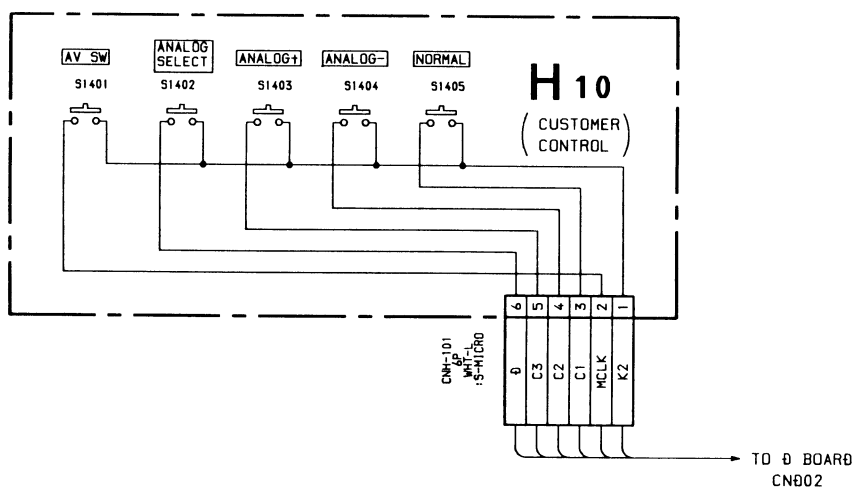 AV SW
ANALOG
SELECT
ANALOG+
ANALOG-
NORMAL
S1401
S1402
S1403
S1404
S1405
H 10
(CUSTOMER
CONTROL)
6
5
4
3
2
1
CNH-101
6P
WHT-L
:S-MICRO
D
C3
C2
C1
MCLK
K2
TO D BOARD
CND02